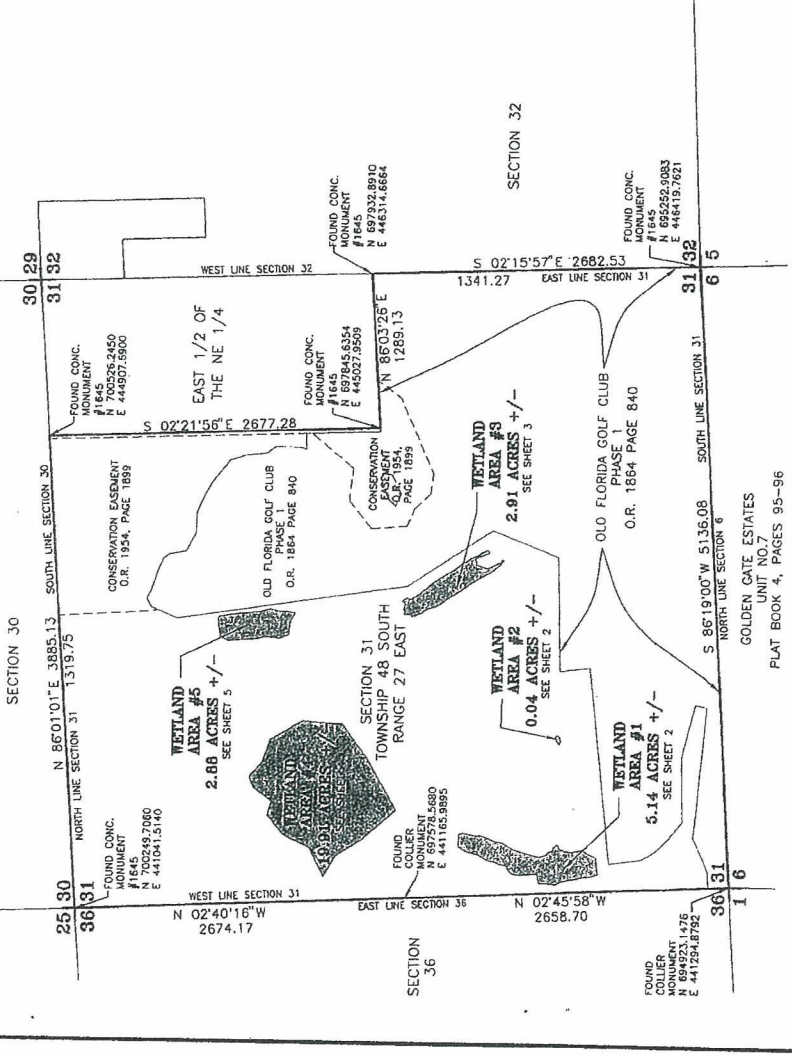 SECTION 30
25 30
36 31
30 29
31 32
N 86°01'01"E 3885.13
1319.75
NORTH LINE SECTION 31
SOUTH LINE SECTION 30
FOUND CONC.
MONUMENT
#1645
N 700249.7060
E 441041.5140
FOUND CONC.
MONUMENT
#1645
N 700526.2450
E 444907.6900
CONSERVATION EASEMENT
O.R. 1954, PAGE 1899
S 02°21'56"E 2677.28
EAST 1/2 OF
THE NE 1/4
WEST LINE SECTION 32
FOUND CONC.
MONUMENT
#1645
N 697845.6354
E 445027.9509
FOUND CONC.
MONUMENT
#1645
N 697932.8910
E 446314.6664
N 86°03'26"E
1289.13
OLD FLORIDA GOLF CLUB
PHASE 1
O.R. 1864 PAGE 840
CONSERVATION
EASEMENT
O.R. 1954,
PAGE 1899
WETLAND
AREA #5
2.88 ACRES +/-
SEE SHEET 5
WETLAND
AREA
ACRES
SECTION 31
TOWNSHIP 48 SOUTH
RANGE 27 EAST
WETLAND
AREA #3
2.91 ACRES +/-
SEE SHEET 3
WETLAND
AREA #2
0.04 ACRES +/-
SEE SHEET 2
WETLAND
AREA #1
5.14 ACRES +/-
SEE SHEET 2
WEST LINE SECTION 31
N 02°40'16"W
2674.17
EAST LINE SECTION 36
FOUND
COLLIER
MONUMENT
N 697578.5680
E 441165.9895
N 02°45'58"W
2658.70
SECTION
36
SECTION 32
S 02°15'57"E 2682.53
1341.27
EAST LINE SECTION 31
FOUND CONC.
MONUMENT
#1645
N 695252.9083
E 446419.7621
OLD FLORIDA GOLF CLUB
PHASE 1
O.R. 1864 PAGE 840
FOUND
COLLIER
MONUMENT
N 694923.1476
E 441294.8792
36 31
1 6
31 32
6 5
S 86°19'00"W 5136.08
SOUTH LINE SECTION 31
NORTH LINE SECTION 6
GOLDEN GATE ESTATES
UNIT NO.7
PLAT BOOK 4, PAGES 95-96